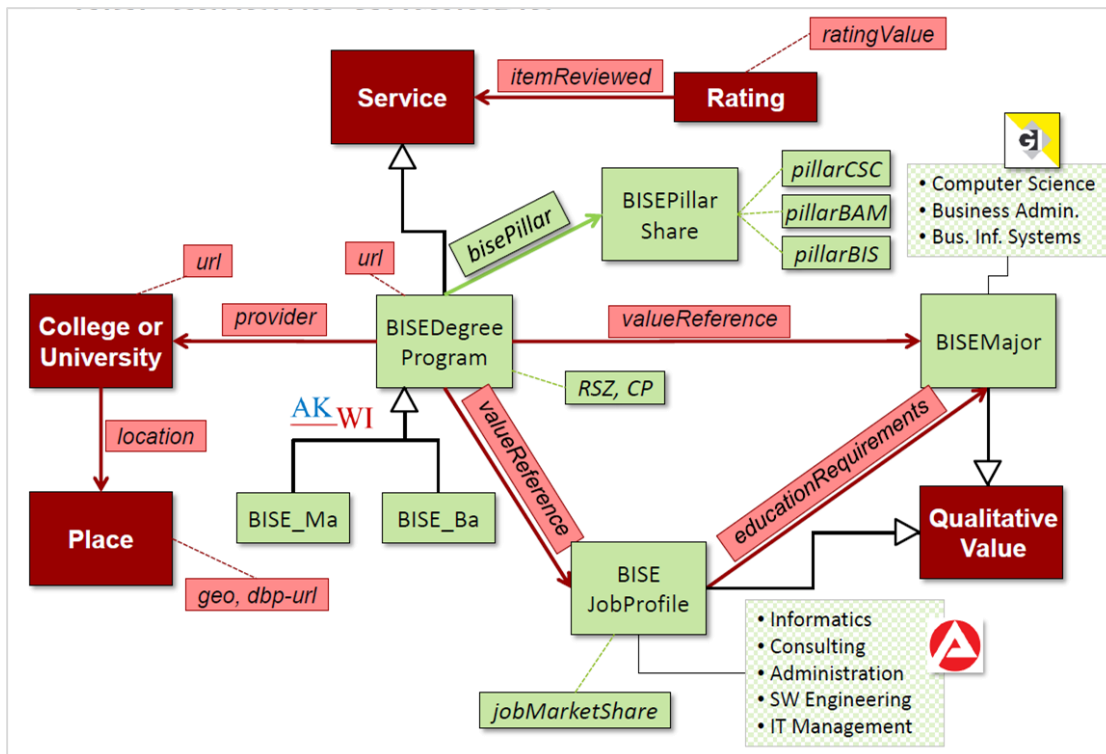 ratingValue
Service
itemReviewed
Rating
GI
• Computer Science
• Business Admin.
• Bus. Inf. Systems
pillarCSC
BISEPillar
Share
pillarBAM
pillarBIS
bisePillar
url
url
College or
University
provider
BISEDegree
Program
valueReference
BISEMajor
RSZ, CP
AK
WI
valueReference
educationRequirements
location
BISE_Ma
BISE_Ba
Place
Qualitative
Value
geo, dbp-url
BISE
JobProfile
• Informatics
• Consulting
• Administration
• SW Engineering
• IT Management
jobMarketShare